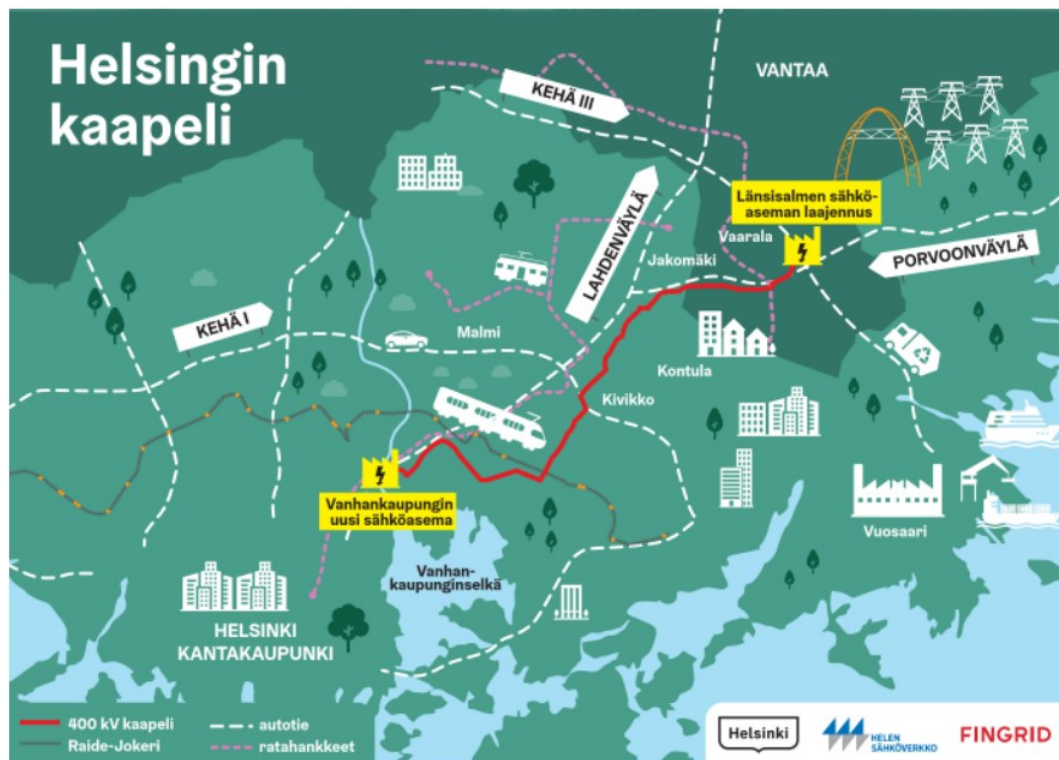 Helsingin
kaapeli
VANTAA
KEHÄ III
LAHDENVÄYLÄ
Länsisalmen sähkö-
aseman laajennus
Vaarala
Jakomäki
PORVOONVÄYLÄ
KEHÄ I
Malmi
Kontula
Kivikko
Vanhankaupungin
uusi sähköasema
Vuosaari
Vanhan-
kaupunginselkä
HELSINKI
KANTAKAUPUNKI
400 kV kaapeli
autotie
Raide-Jokeri
ratahankkeet
Helsinki
HELEN
SÄHKÖVERKKO
FINGRID